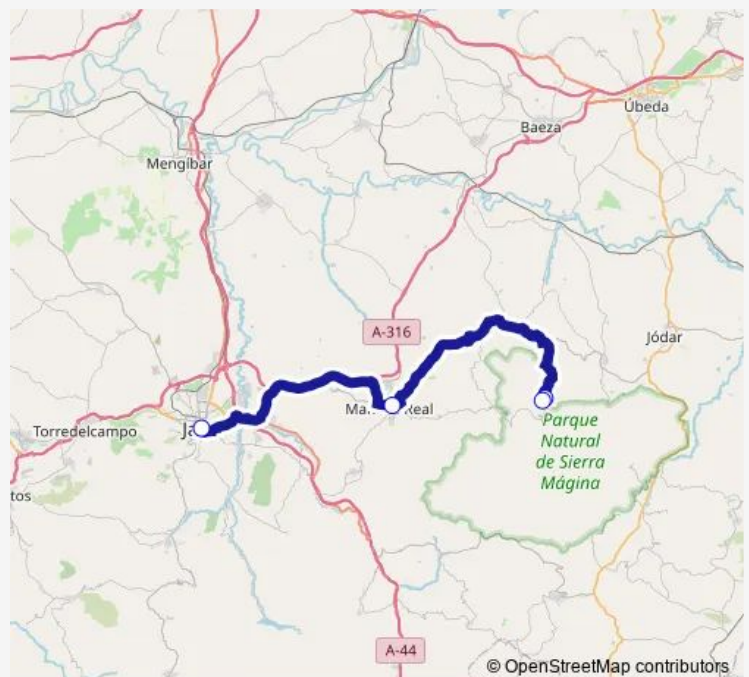 Úbeda
Baeza
Mengíbar
A-316
Jódar
Real
Torredelcampo
Parque
Natural
de Sierra
Mágina
tos
A-44
© OpenStreetMap contributors